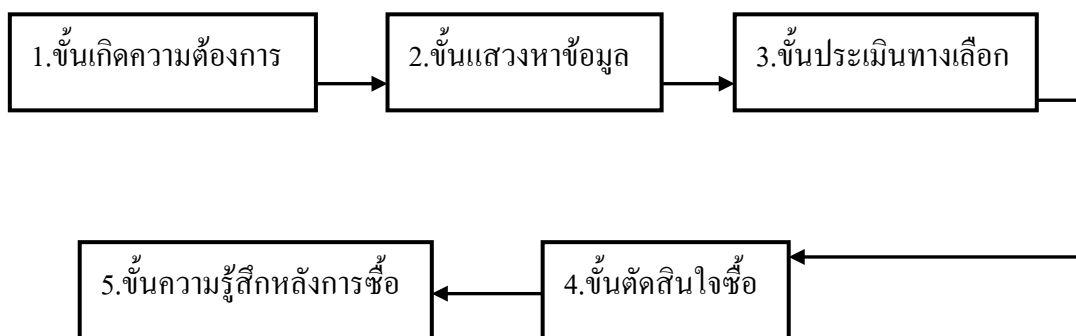 1.ขั้นเกิดความต้องการ
2.ขั้นแสวงหาข้อมูล
3.ขั้นประเมินทางเลือก
4.ขั้นตัดสินใจซื้อ
5.ขั้นความรู้สึกหลังการซื้อ